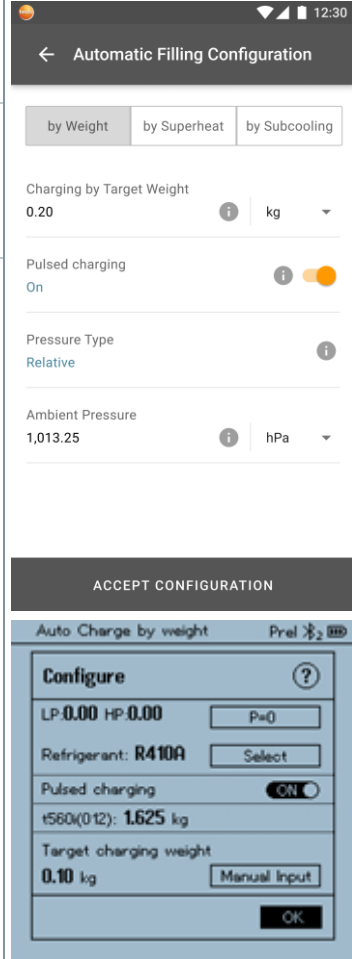 12:30
Automatic Filling Configuration
by Weight by Superheat by Subcooling
Charging by Target Weight
0.20 kg
Pulsed charging
On
Pressure Type
Relative
Ambient Pressure
1,013.25 hPa
ACCEPT CONFIGURATION
Auto Charge by weight Prel 2
Configure ?
LP:0.00 HP:0.00 P=0
Refrigerant: R410A Select
Pulsed charging ON
t560i(012): 1.625 kg
Target charging weight
0.10 kg Manual Input
OK